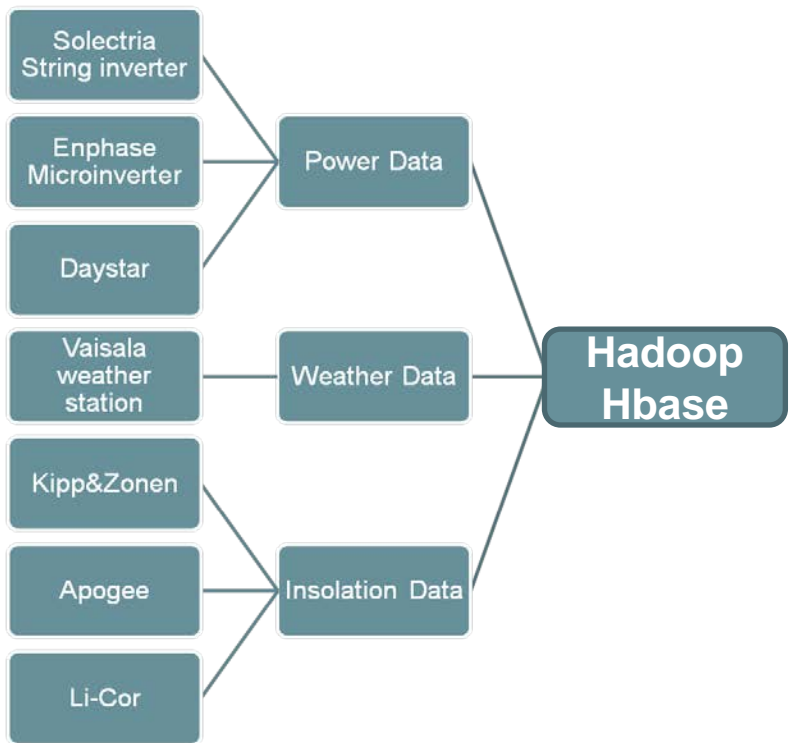 Solectria
String inverter
Enphase
Microinverter
Daystar
Vaisala
weather
station
Kipp&Zonen
Apogee
Li-Cor
Power Data
Weather Data
Insolation Data
Hadoop
Hbase